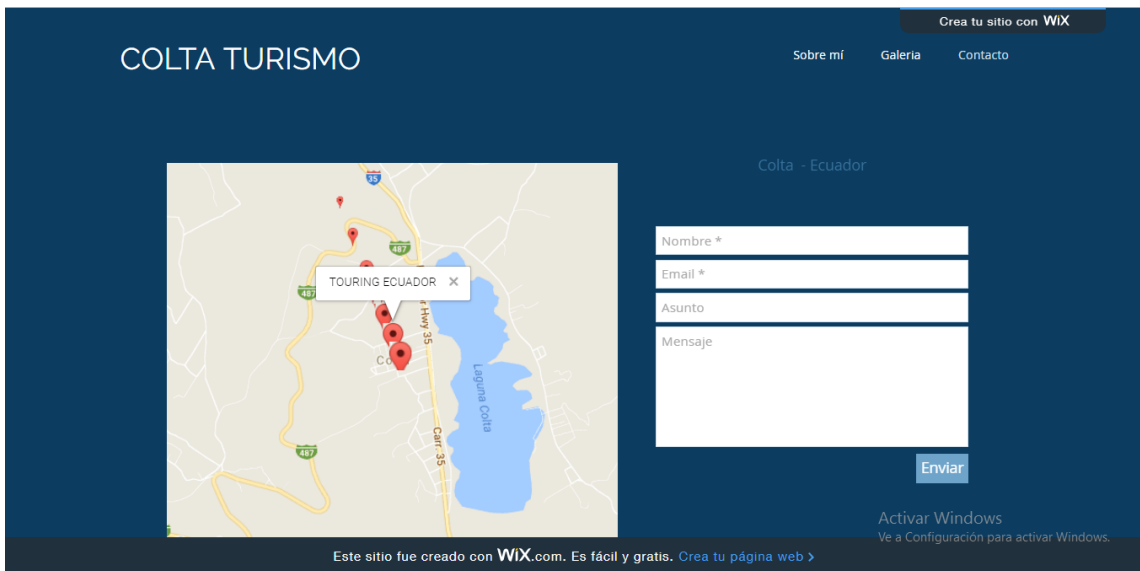 Crea tu sitio con WiX
COLTA TURISMO
Sobre mí
Galeria
Contacto
Colta - Ecuador
35
487
TOURING ECUADOR ×
487
r Hwy 35
Laguna Colta
Carr. 35
487
Nombre *
Email *
Asunto
Mensaje
Enviar
Activar Windows
Ve a Configuración para activar Windows.
Este sitio fue creado con WiX.com. Es fácil y gratis. Crea tu página web >